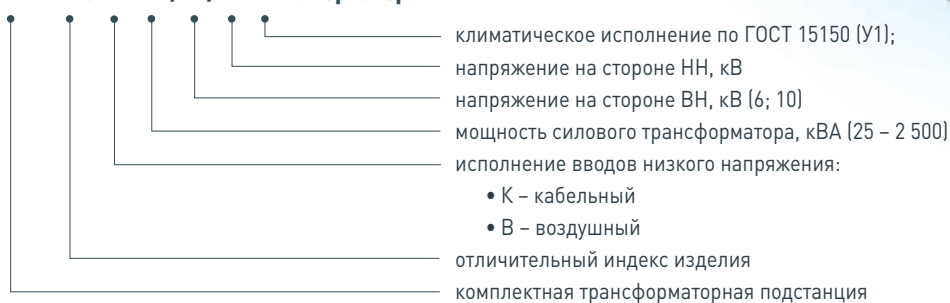 климатическое исполнение по ГОСТ 15150 (У1);
напряжение на стороне НН, кВ
напряжение на стороне ВН, кВ (6; 10)
мощность силового трансформатора, кВА (25 – 2 500)
исполнение вводов низкого напряжения:
• К – кабельный
• В – воздушный
отличительный индекс изделия
комплектная трансформаторная подстанция